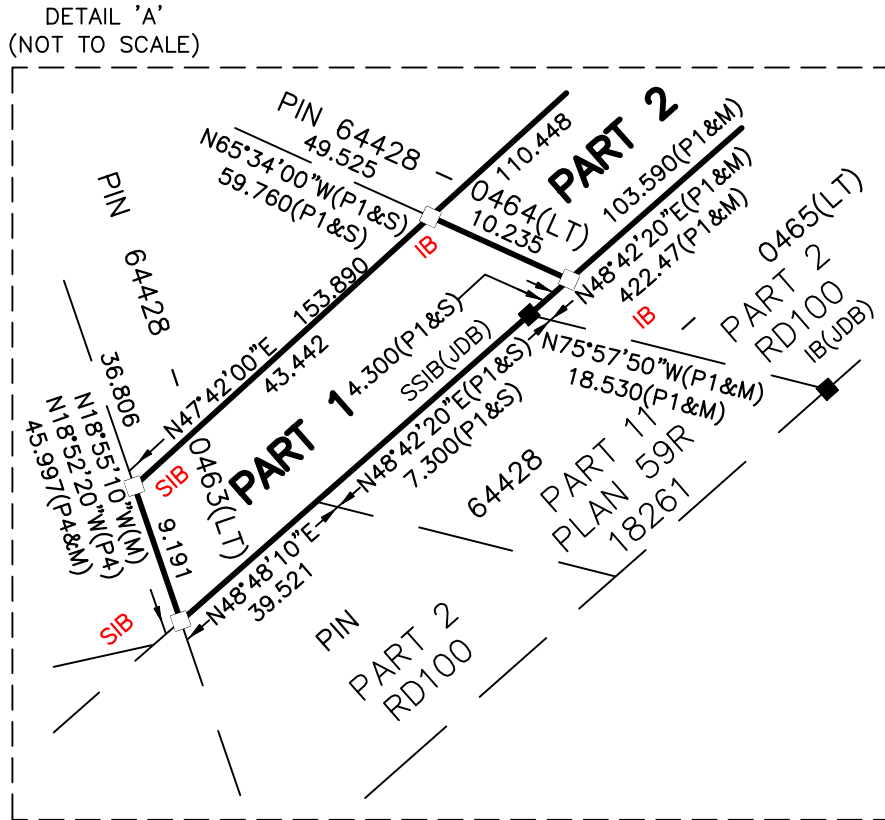 DETAIL 'A'
(NOT TO SCALE)
PIN 64428 – 0464(LT)
49.525
N65°34'00"W(P1&S)
59.760(P1&S)
110.448
PART 2
103.590(P1&M)
N48°42'20"E(P1&M)
422.47(P1&M)
10.235
IB
IB
PIN 64428 – 0463(LT)
36.806
N18°55'10"W(M)
N18°52'20"W(P4)
45.997(P4&M)
9.191
153.890
N47°42'00"E
43.442
PART 1
4.300(P1&S)
SSIB(JDB)
N48°42'20"E(P1&S)
7.300(P1&S)
N75°57'50"W(P1&M)
18.530(P1&M)
PART 2
RD100
IB(JDB)
SIB
SIB
N48°48'10"E
39.521
PIN 64428 – 0465(LT)
PART 11
PLAN 59R
18261
PART 2
RD100